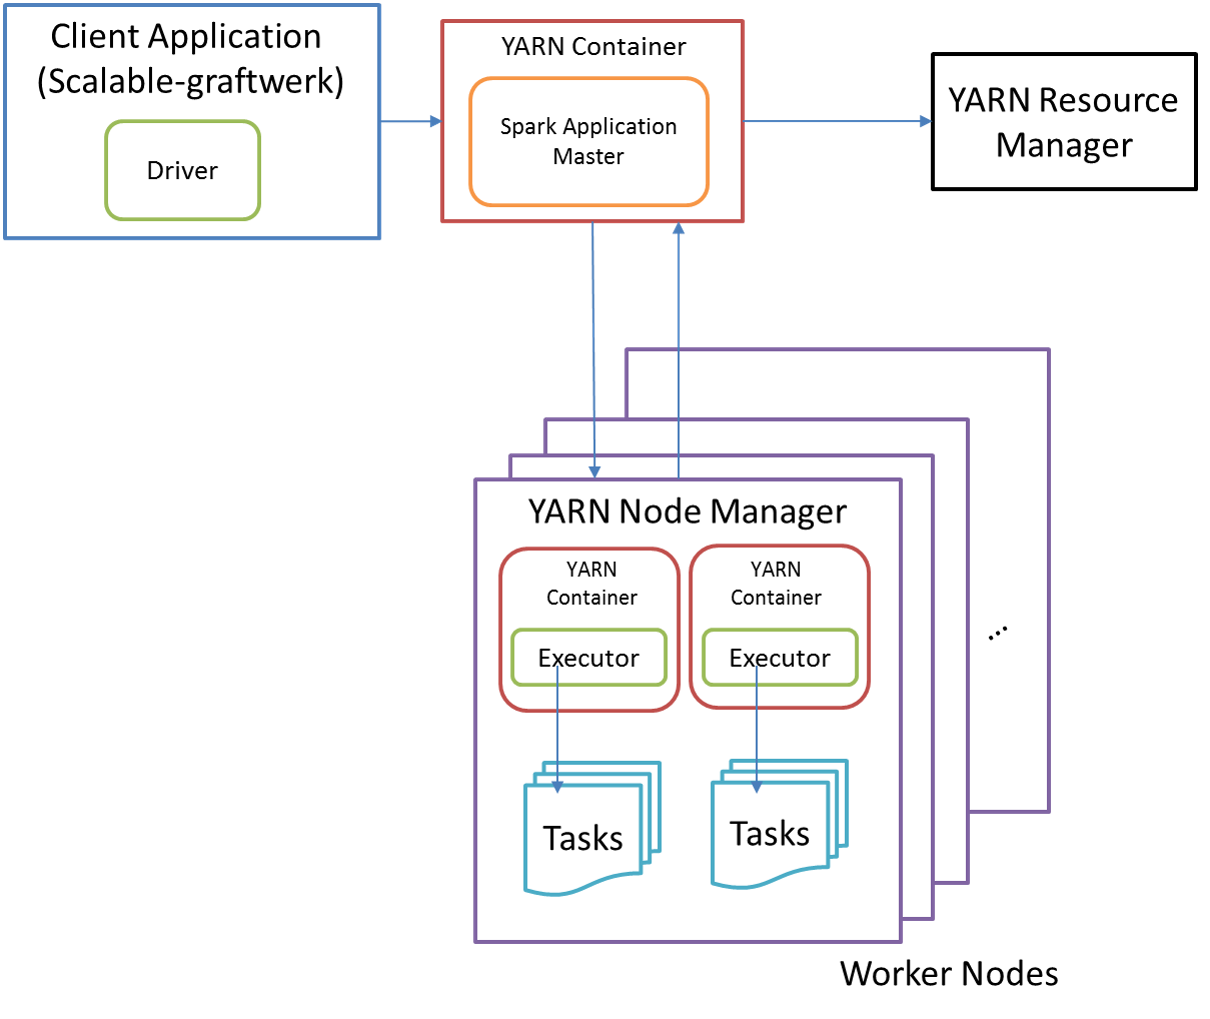 Client Application
(Scalable-graftwerk)
Driver
YARN Container
Spark Application
Master
YARN Resource
Manager
YARN Node Manager
YARN
Container
Executor
Tasks
YARN
Container
Executor
Tasks
...
Worker Nodes